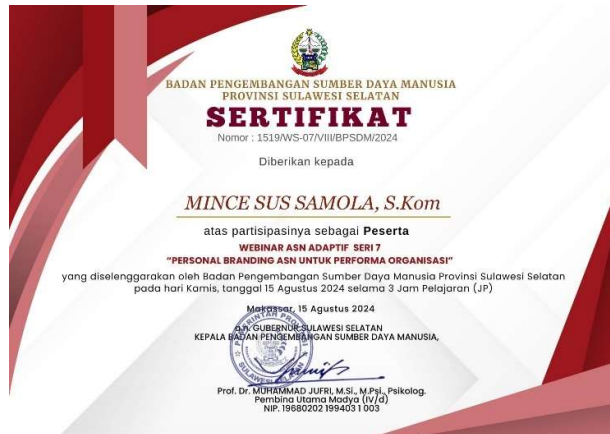 BADAN PENGEMBANGAN SUMBER DAYA MANUSIA
PROVINSI SULAWESI SELATAN
SERTIFIKAT
Nomor : 1519/WS-07/VIII/BPSDM/2024
Diberikan kepada
MINCE SUS SAMOLA, S.Kom
atas partisipasinya sebagai Peserta
WEBINAR ASN ADAPTIF SERI 7
"PERSONAL BRANDING ASN UNTUK PERFORMA ORGANISASI"
yang diselenggarakan oleh Badan Pengembangan Sumber Daya Manusia Provinsi Sulawesi Selatan
pada hari Kamis, tanggal 15 Agustus 2024 selama 3 Jam Pelajaran (JP)
Makassar, 15 Agustus 2024
a.n. GUBERNUR SULAWESI SELATAN
KEPALA BADAN PENGEMBANGAN SUMBER DAYA MANUSIA,
PEMERINTAH PROVINSI
SULAWESI SELATAN
Prof. Dr. MUHAMMAD JUFRI, M.Si., M.Psi., Psikolog.
Pembina Utama Madya (IV/d)
NIP. 19680202 199403 1 003